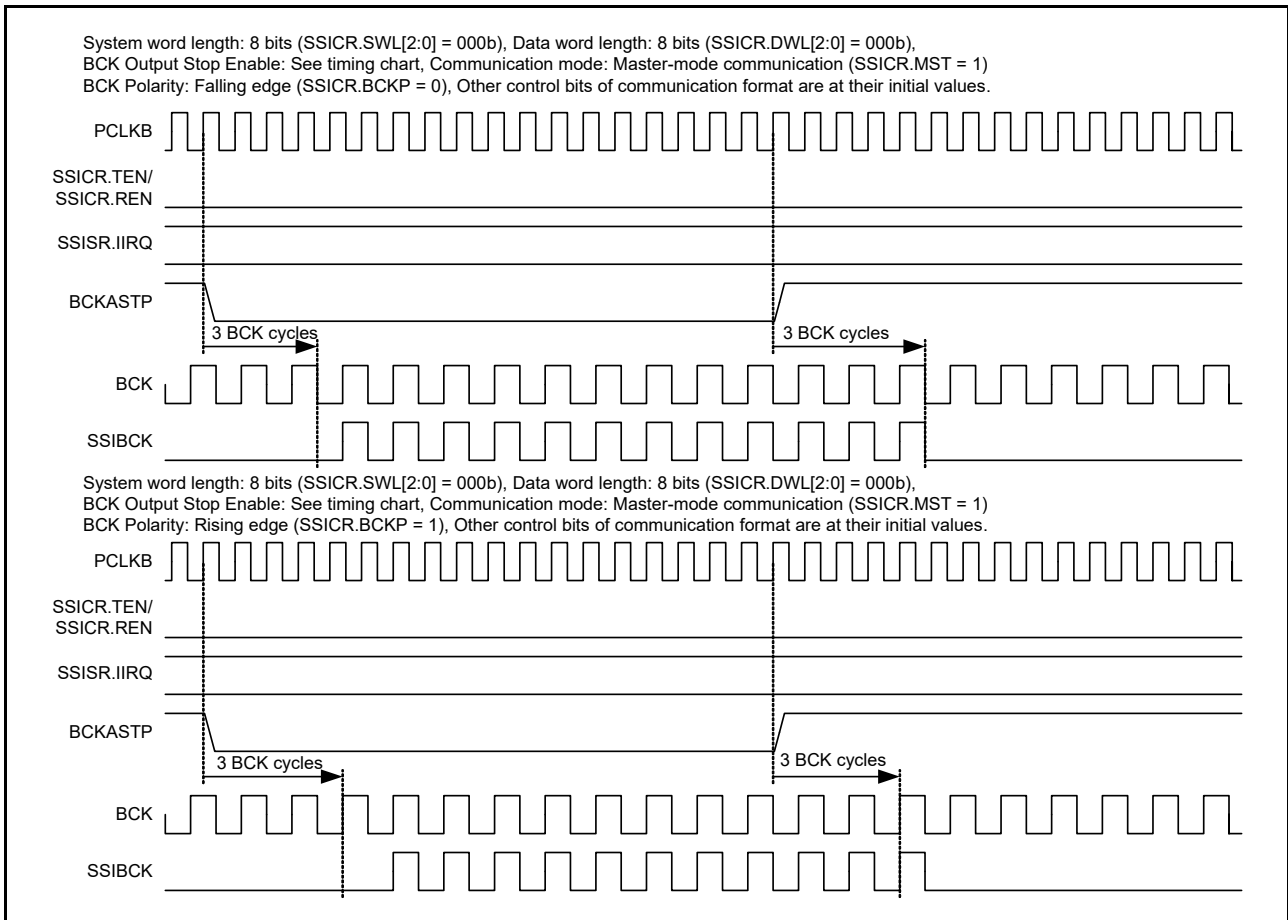 System word length: 8 bits (SSICR.SWL[2:0] = 000b), Data word length: 8 bits (SSICR.DWL[2:0] = 000b),
BCK Output Stop Enable: See timing chart, Communication mode: Master-mode communication (SSICR.MST = 1)
BCK Polarity: Falling edge (SSICR.BCKP = 0), Other control bits of communication format are at their initial values.
PCLKB
SSICR.TEN/
SSICR.REN
SSISR.IIRQ
BCKASTP
3 BCK cycles 3 BCK cycles
BCK
SSIBCK
System word length: 8 bits (SSICR.SWL[2:0] = 000b), Data word length: 8 bits (SSICR.DWL[2:0] = 000b),
BCK Output Stop Enable: See timing chart, Communication mode: Master-mode communication (SSICR.MST = 1)
BCK Polarity: Rising edge (SSICR.BCKP = 1), Other control bits of communication format are at their initial values.
PCLKB
SSICR.TEN/
SSICR.REN
SSISR.IIRQ
BCKASTP
3 BCK cycles 3 BCK cycles
BCK
SSIBCK